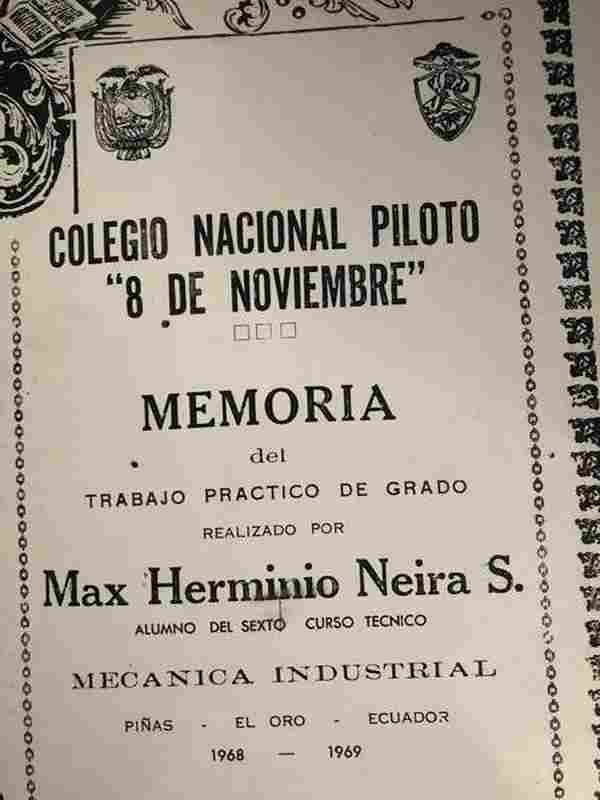 COLEGIO NACIONAL PILOTO
"8 DE NOVIEMBRE"
MEMORIA
del
TRABAJO PRACTICO DE GRADO
REALIZADO POR
Max Herminio Neira S.
ALUMNO DEL SEXTO CURSO TECNICO
MECANICA INDUSTRIAL
PIÑAS - EL ORO - ECUADOR
1968 — 1969